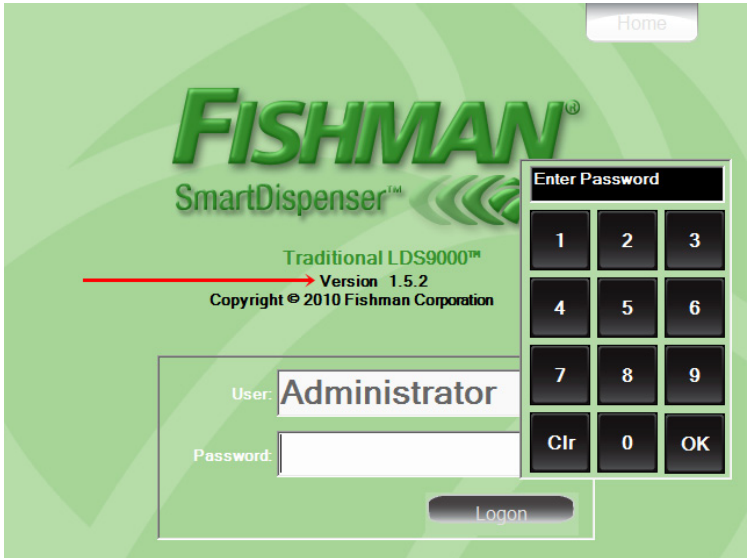 Home
FISHMAN®
SmartDispenser™
Enter Password
1 2 3
4 5 6
7 8 9
Clr 0 OK
Traditional LDS9000™
Version 1.5.2
Copyright © 2010 Fishman Corporation
User: Administrator
Password:
Logon